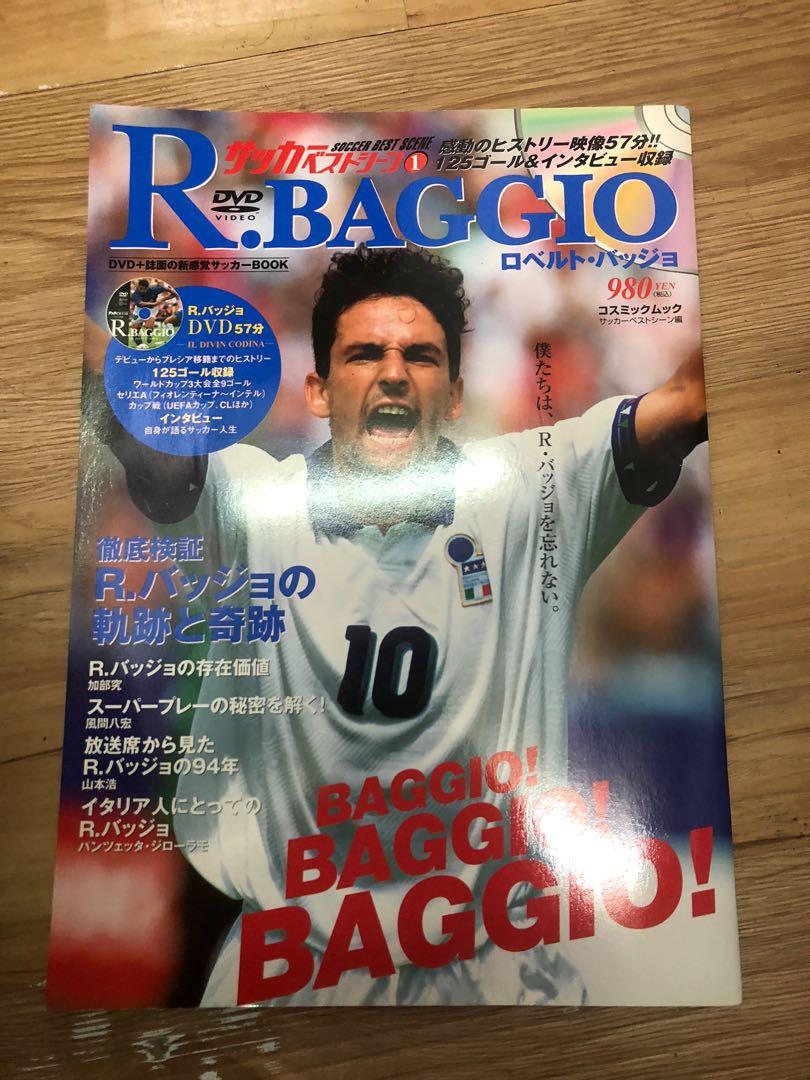 サッカーベストシーン1
SOCCER BEST SCENE
感動のヒストリー映像57分!!
125ゴール&インタビュー収録
R.BAGGIO
DVD
VIDEO
DVD+誌面の新感覚サッカーBOOK
ロベルト・バッジョ
980YEN
(税込)
コスミックムック
サッカーベストシーン編
R.BAGGIO
R.バッジョ
DVD57分
—IL DIVIN CODINA—
デビューからブレシア移籍までのヒストリー
125ゴール収録
ワールドカップ3大会全9ゴール
セリエA(フィオレンティーナ〜インテル)
カップ戦(UEFAカップ、CLほか)
インタビュー
自身が語るサッカー人生
僕たちは、R・バッジョを忘れない。
徹底検証
R.バッジョの
軌跡と奇跡
10
R.バッジョの存在価値
加部究
スーパープレーの秘密を解く!
風間八宏
放送席から見た
R.バッジョの94年
山本浩
イタリア人にとっての
R.バッジョ
パンツェッタ・ジローラモ
BAGGIO!
BAGGIO!
BAGGIO!